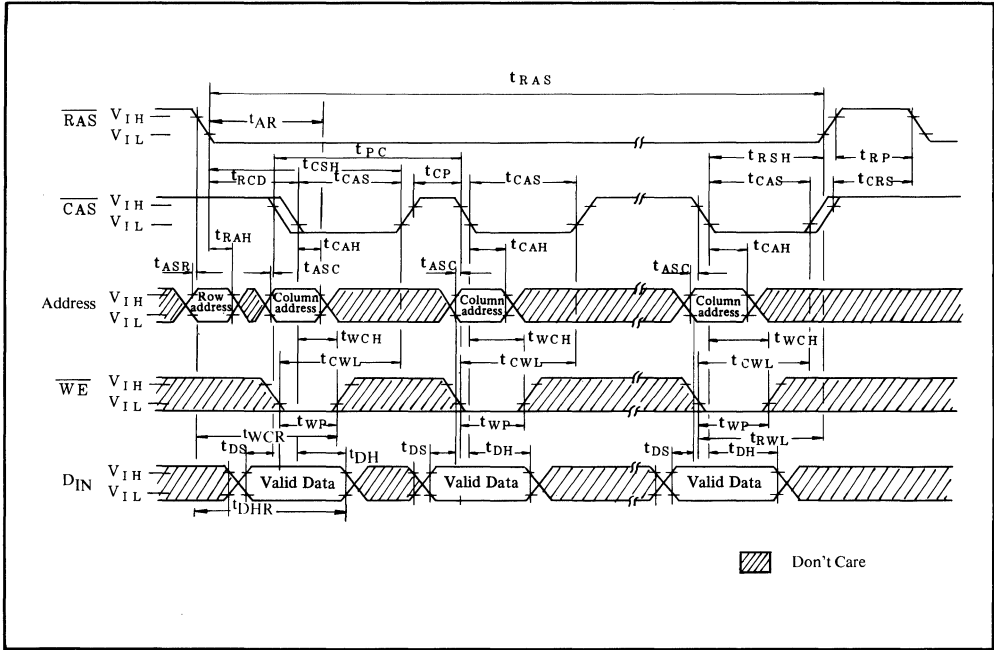 tRAS
RAS VIH
VIL
tAR
tPC
tCSH
tRCD tCAS tCP tCAS
tRSH tRP
tCAS tCRS
CAS VIH
VIL
tRAH tCAH tCAH tCAH
tASR tASC tASC tASC
Address VIH
VIL
Row address
Column address
Column address
Column address
tWCH tWCH tWCH
tCWL tCWL tCWL
WE VIH
VIL
tWP tWP tWP
tWCR tRWL
tDS tDH tDS tDH tDS tDH
DIN VIH
VIL
Valid Data Valid Data Valid Data
tDHR
Don't Care